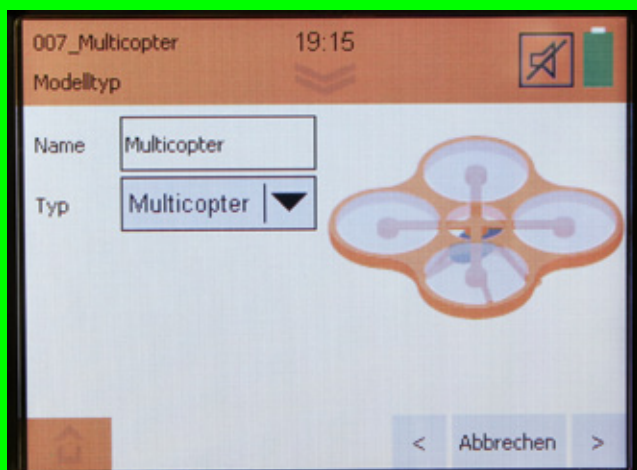 007_Multicopter 19:15
Modelltyp
Name Multicopter
Typ Multicopter
< Abbrechen >